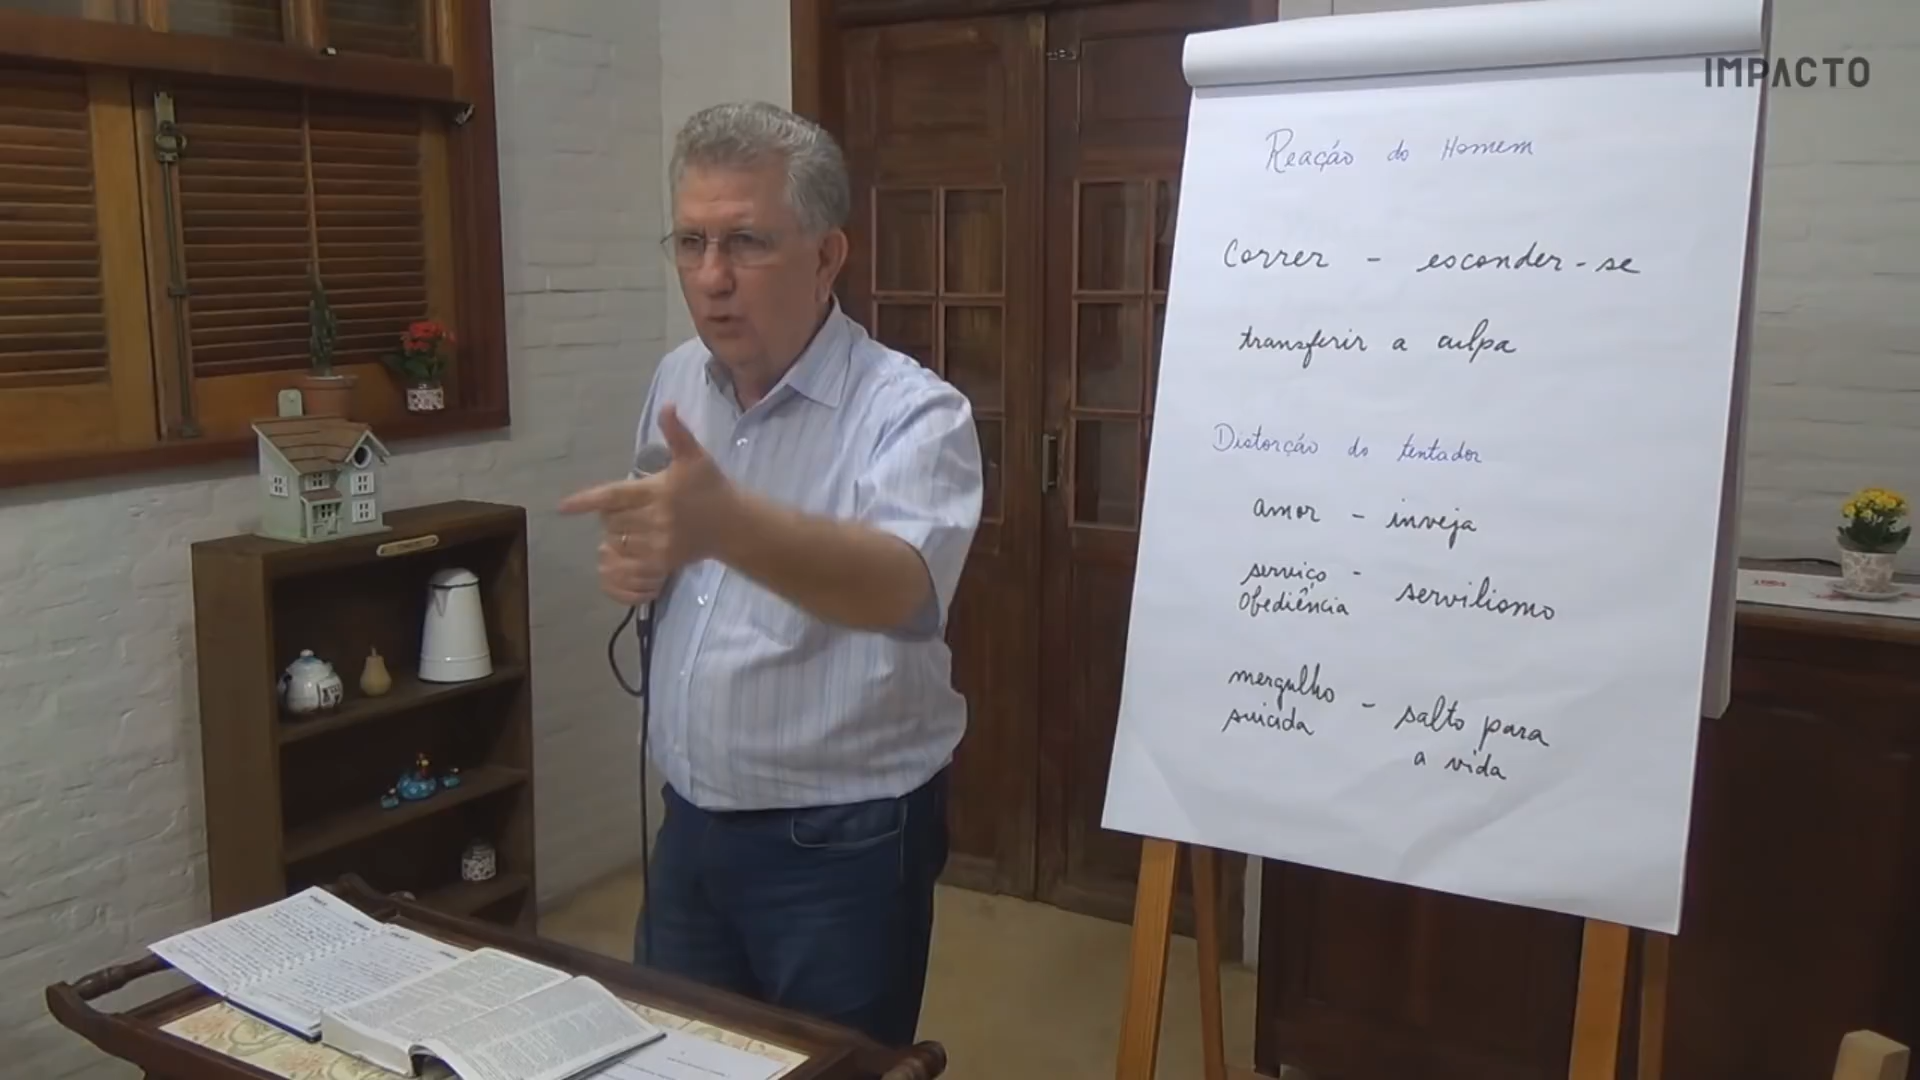 IMPACTO
Reação do Homem
Correr - esconder-se
transferir a culpa
Distorção do tentador
amor - inveja
serviço - servilismo
obediência
mergulho - salto para
suicida a vida